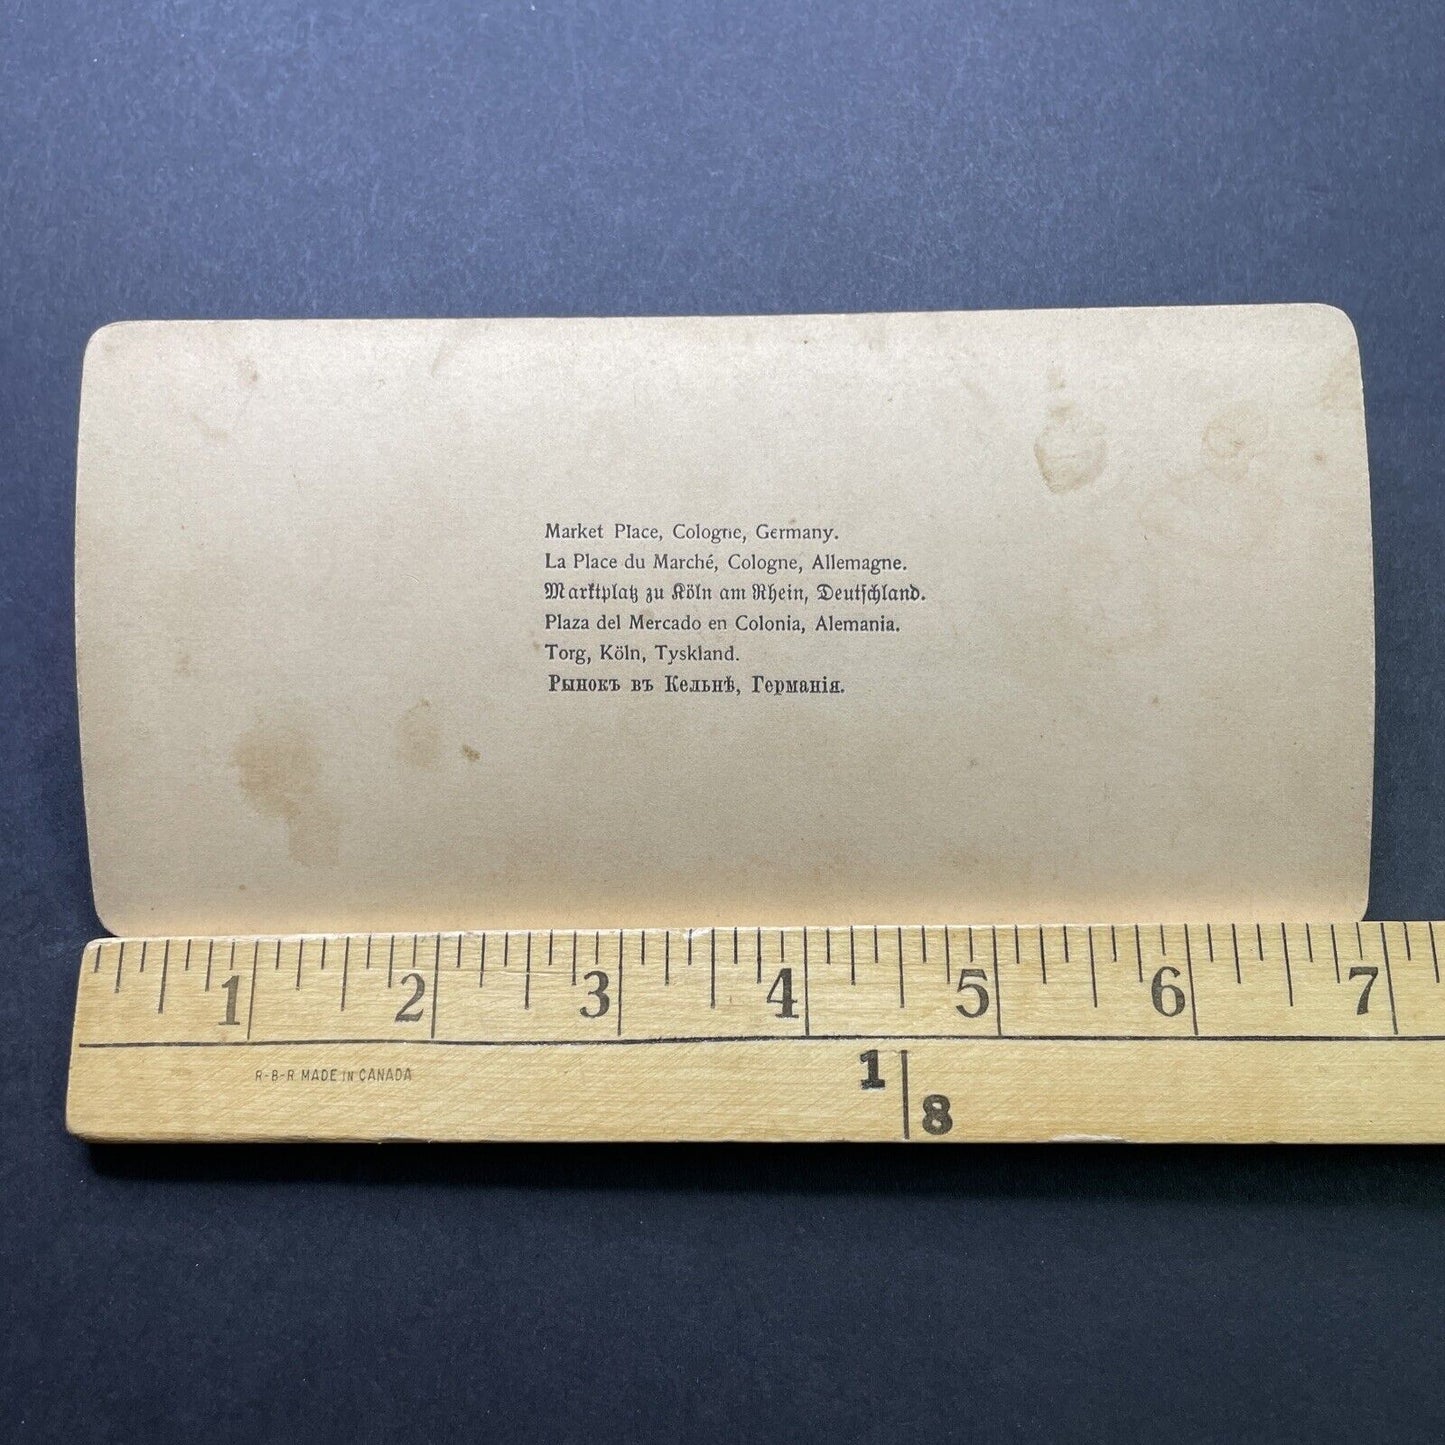 Market Place, Cologne, Germany.
La Place du Marché, Cologne, Allemagne.
Marktplatz zu Köln am Rhein, Deutschland.
Plaza del Mercado en Colonia, Alemania.
Torg, Köln, Tyskland.
Рынокъ въ Кельнѣ, Германія.
1 2 3 4 5 6 7
R-B-R MADE IN CANADA
1
8